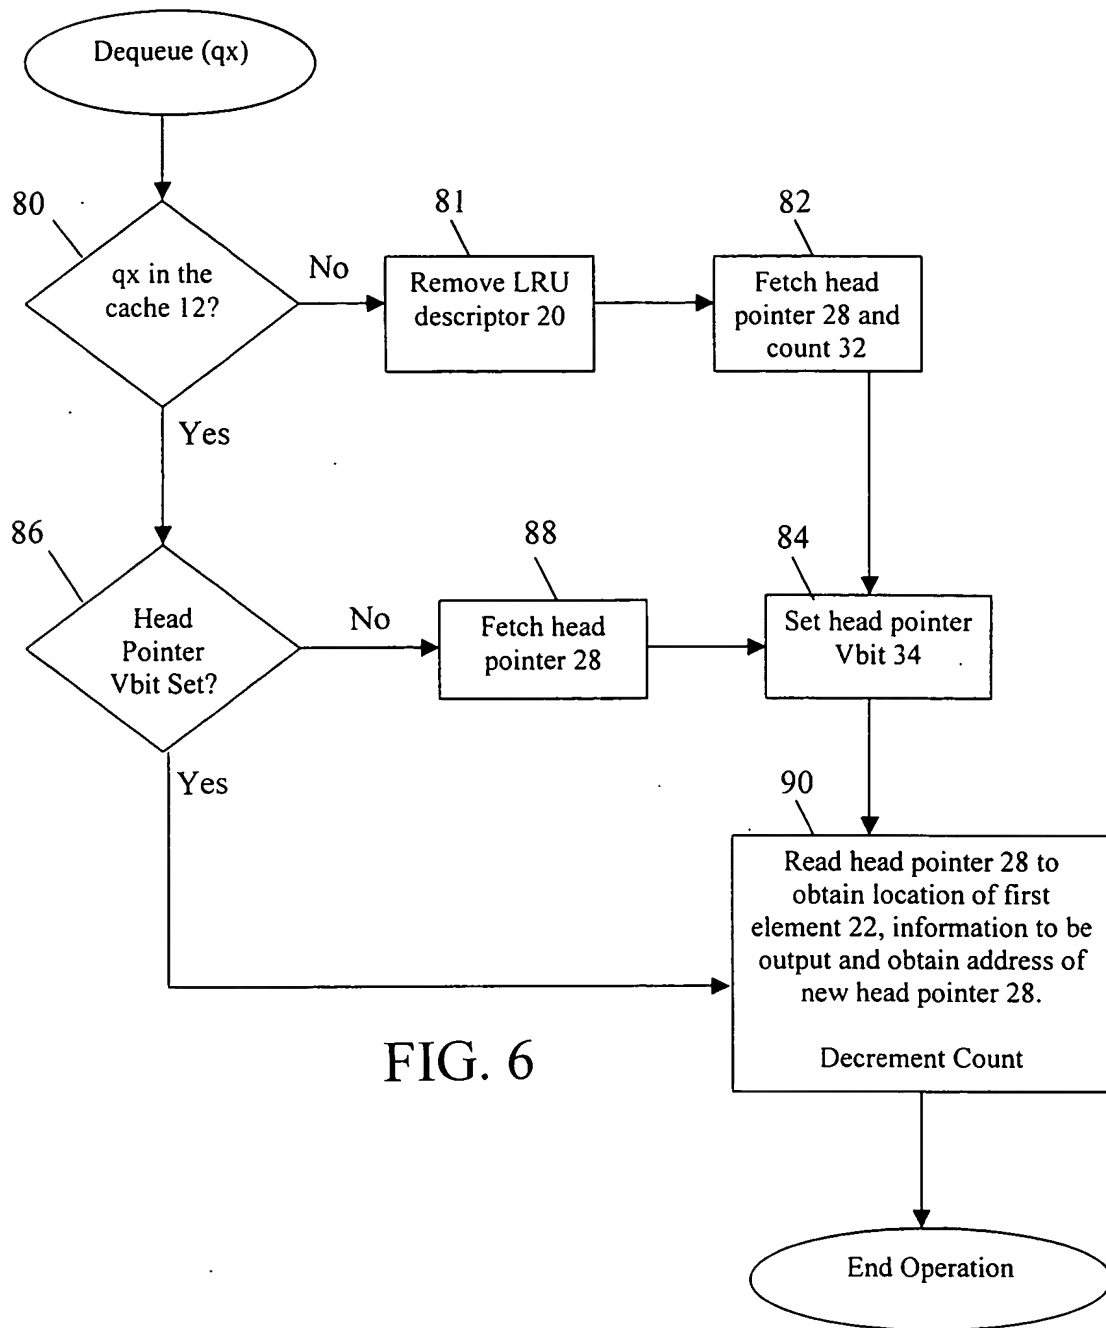 Dequeue (qx)
80
qx in the
cache 12?
No
81
Remove LRU
descriptor 20
82
Fetch head
pointer 28 and
count 32
Yes
86
Head
Pointer
Vbit Set?
No
88
Fetch head
pointer 28
84
Set head pointer
Vbit 34
Yes
90
Read head pointer 28 to
obtain location of first
element 22, information to be
output and obtain address of
new head pointer 28.
Decrement Count
FIG. 6
End Operation